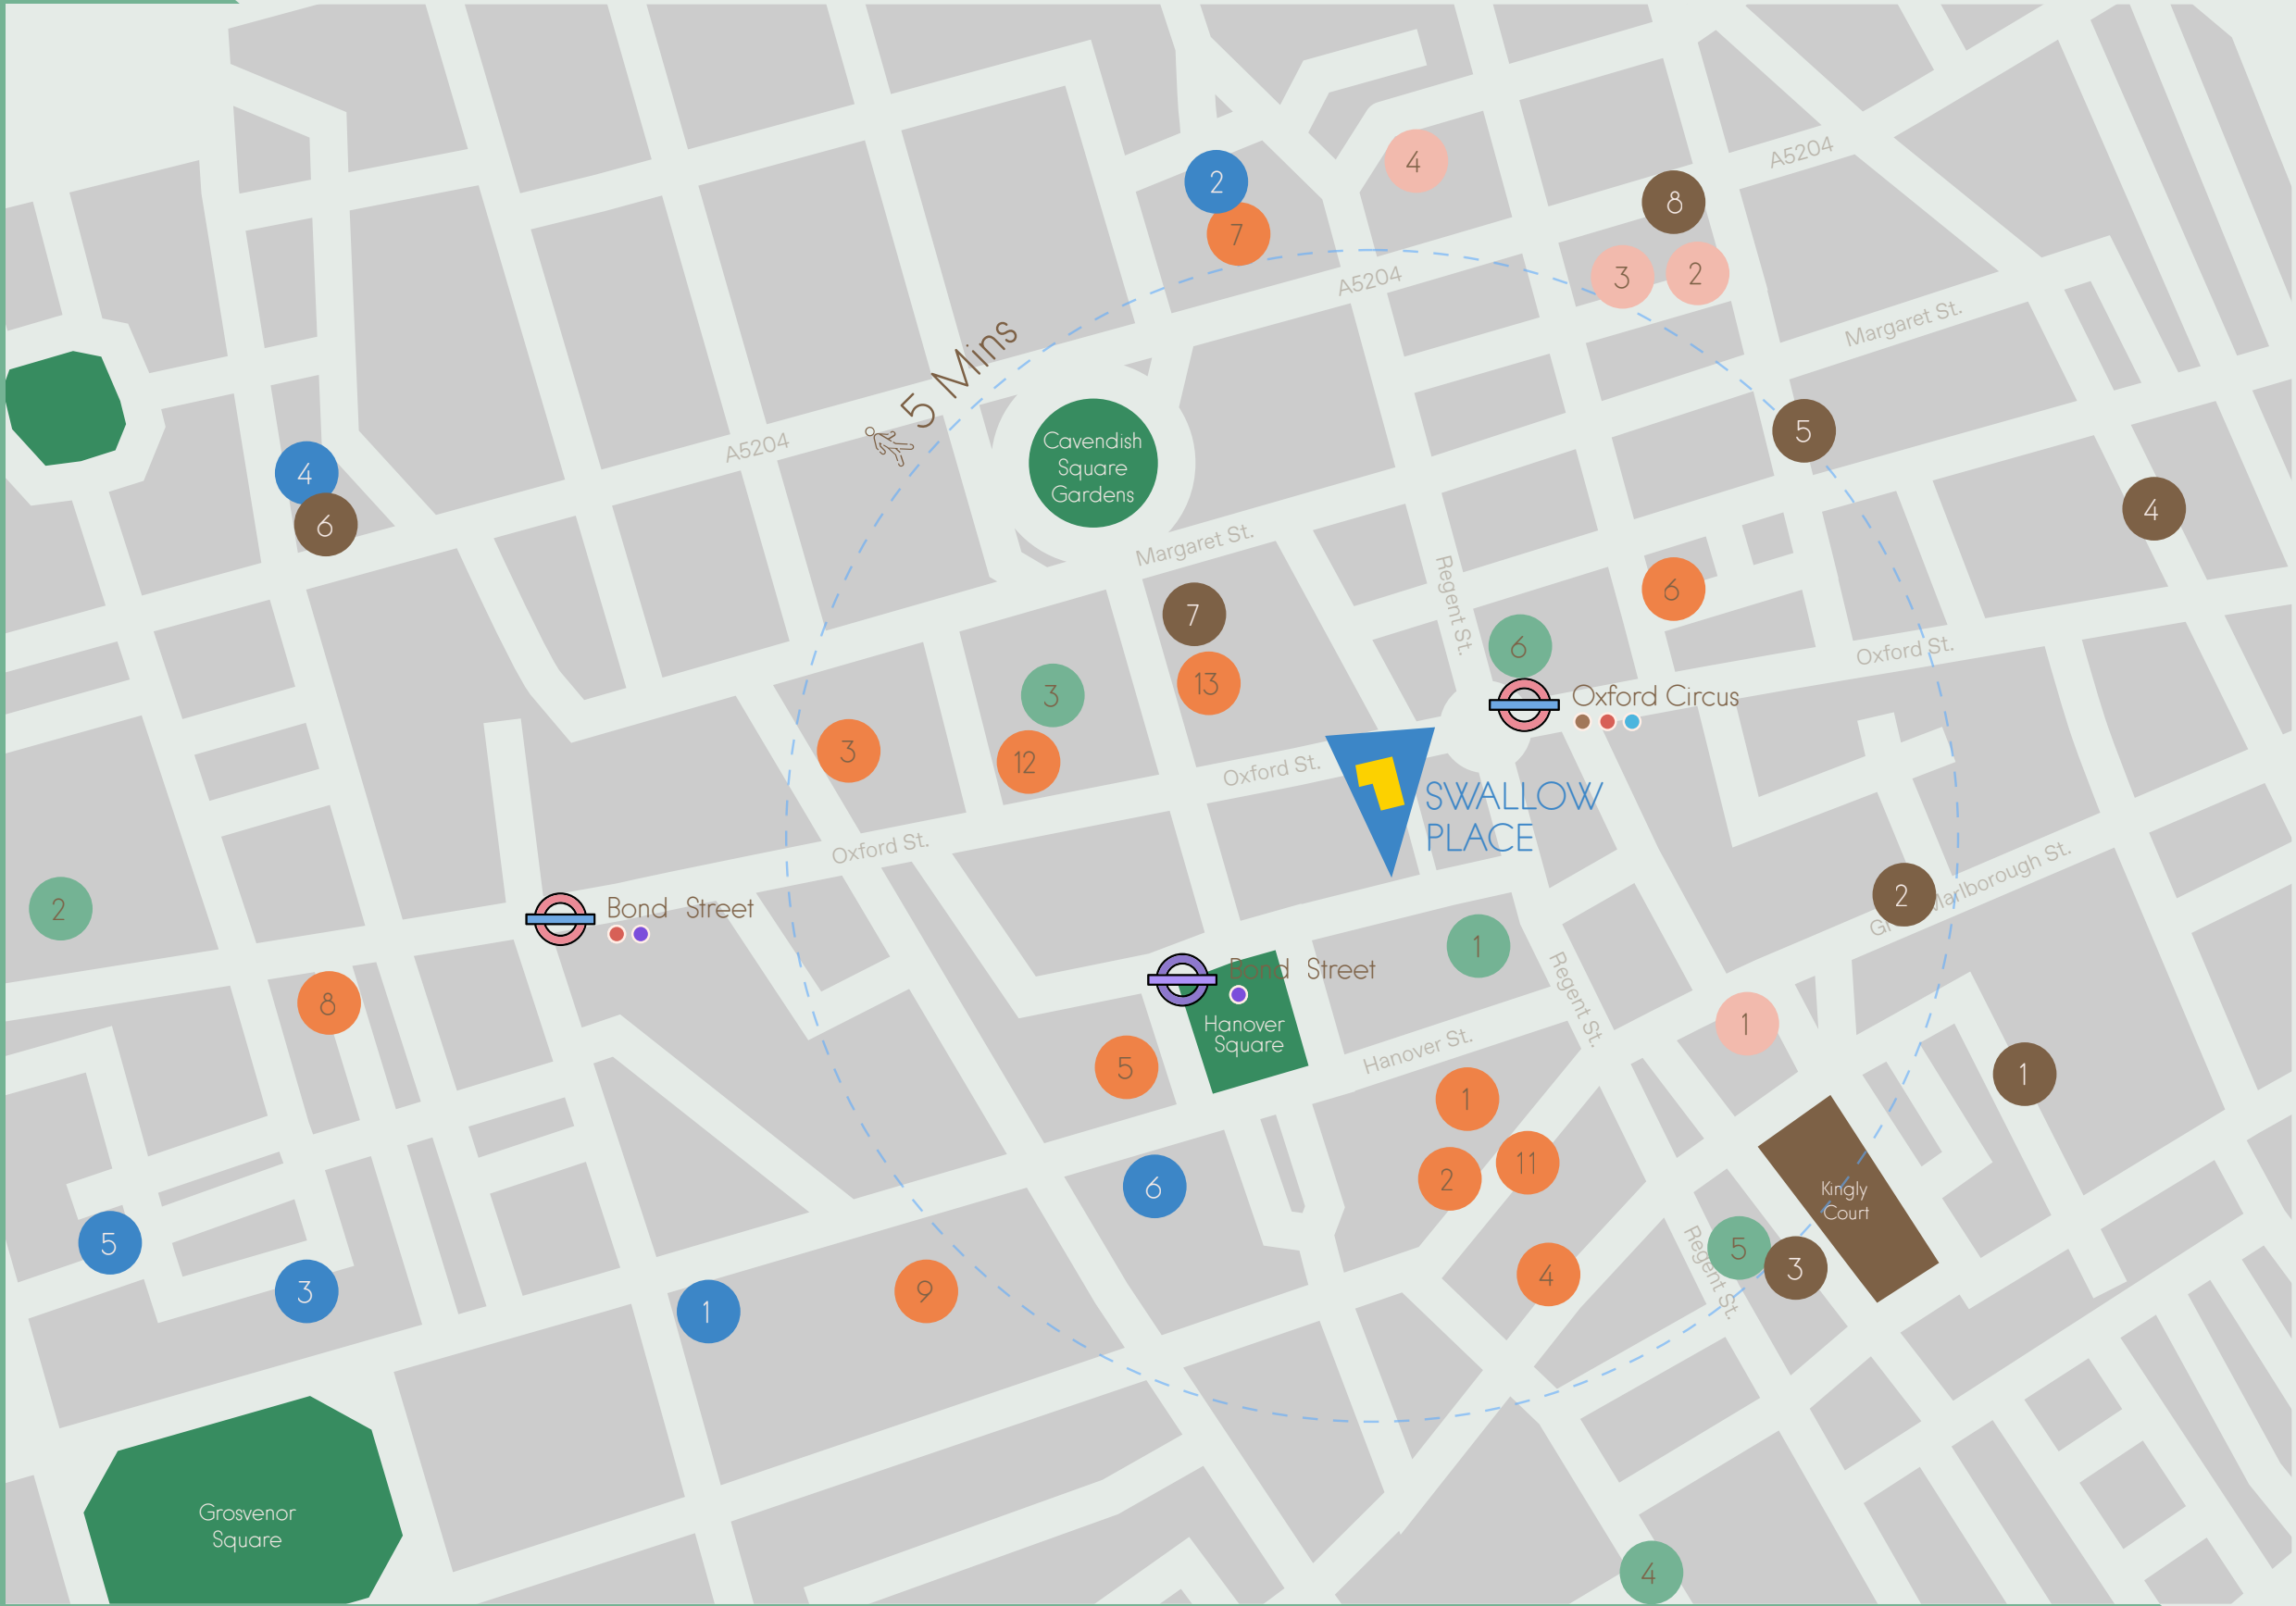 4
2
8
A5204
7
3
2
A5204
Margaret St.
5 Mins
5
Cavendish
Square
Gardens
A5204
4
6
4
Margaret St.
Regent St.
6
7
6
Oxford St.
3
13
Oxford Circus
3
12
Oxford St.
SWALLOW
PLACE
Oxford St.
2
Bond Street
2
Marlborough St.
1
Bond Street
8
Regent St.
Hanover
Square
1
Hanover St.
5
1
1
2
11
6
Kingly
Court
5
5
3
4
3
9
1
Regent St.
Grosvenor
Square
4